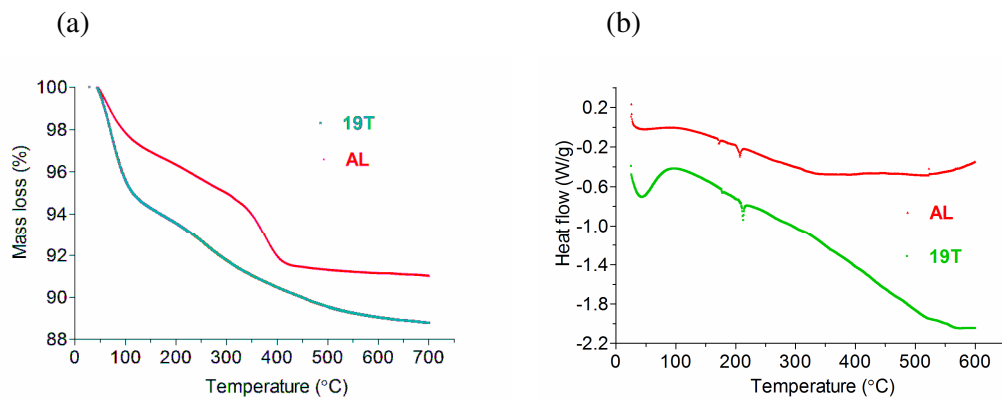 (a)
(b)
100
98
96
94
92
90
88
Mass loss (%)
0
100
200
300
400
500
600
700
Temperature (°C)
19T
AL
0.2
-0.2
-0.6
-1.0
-1.4
-1.8
-2.2
Heat flow (W/g)
0
100
200
300
400
500
600
Temperature (°C)
AL
19T